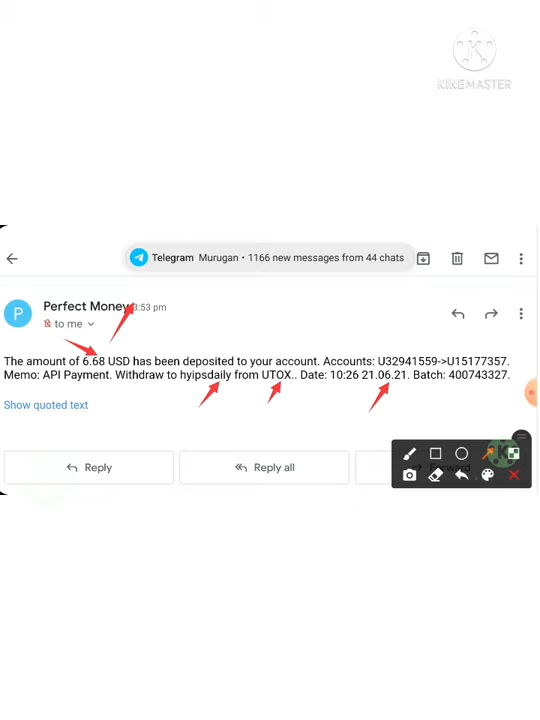 KINEMASTER
Telegram Murugan • 1166 new messages from 44 chats
P
Perfect Money 3:53 pm
to me
The amount of 6.68 USD has been deposited to your account. Accounts: U32941559->U15177357.
Memo: API Payment. Withdraw to hyipsdaily from UTOX.. Date: 10:26 21.06.21. Batch: 400743327.
Show quoted text
Reply
Reply all
Forward